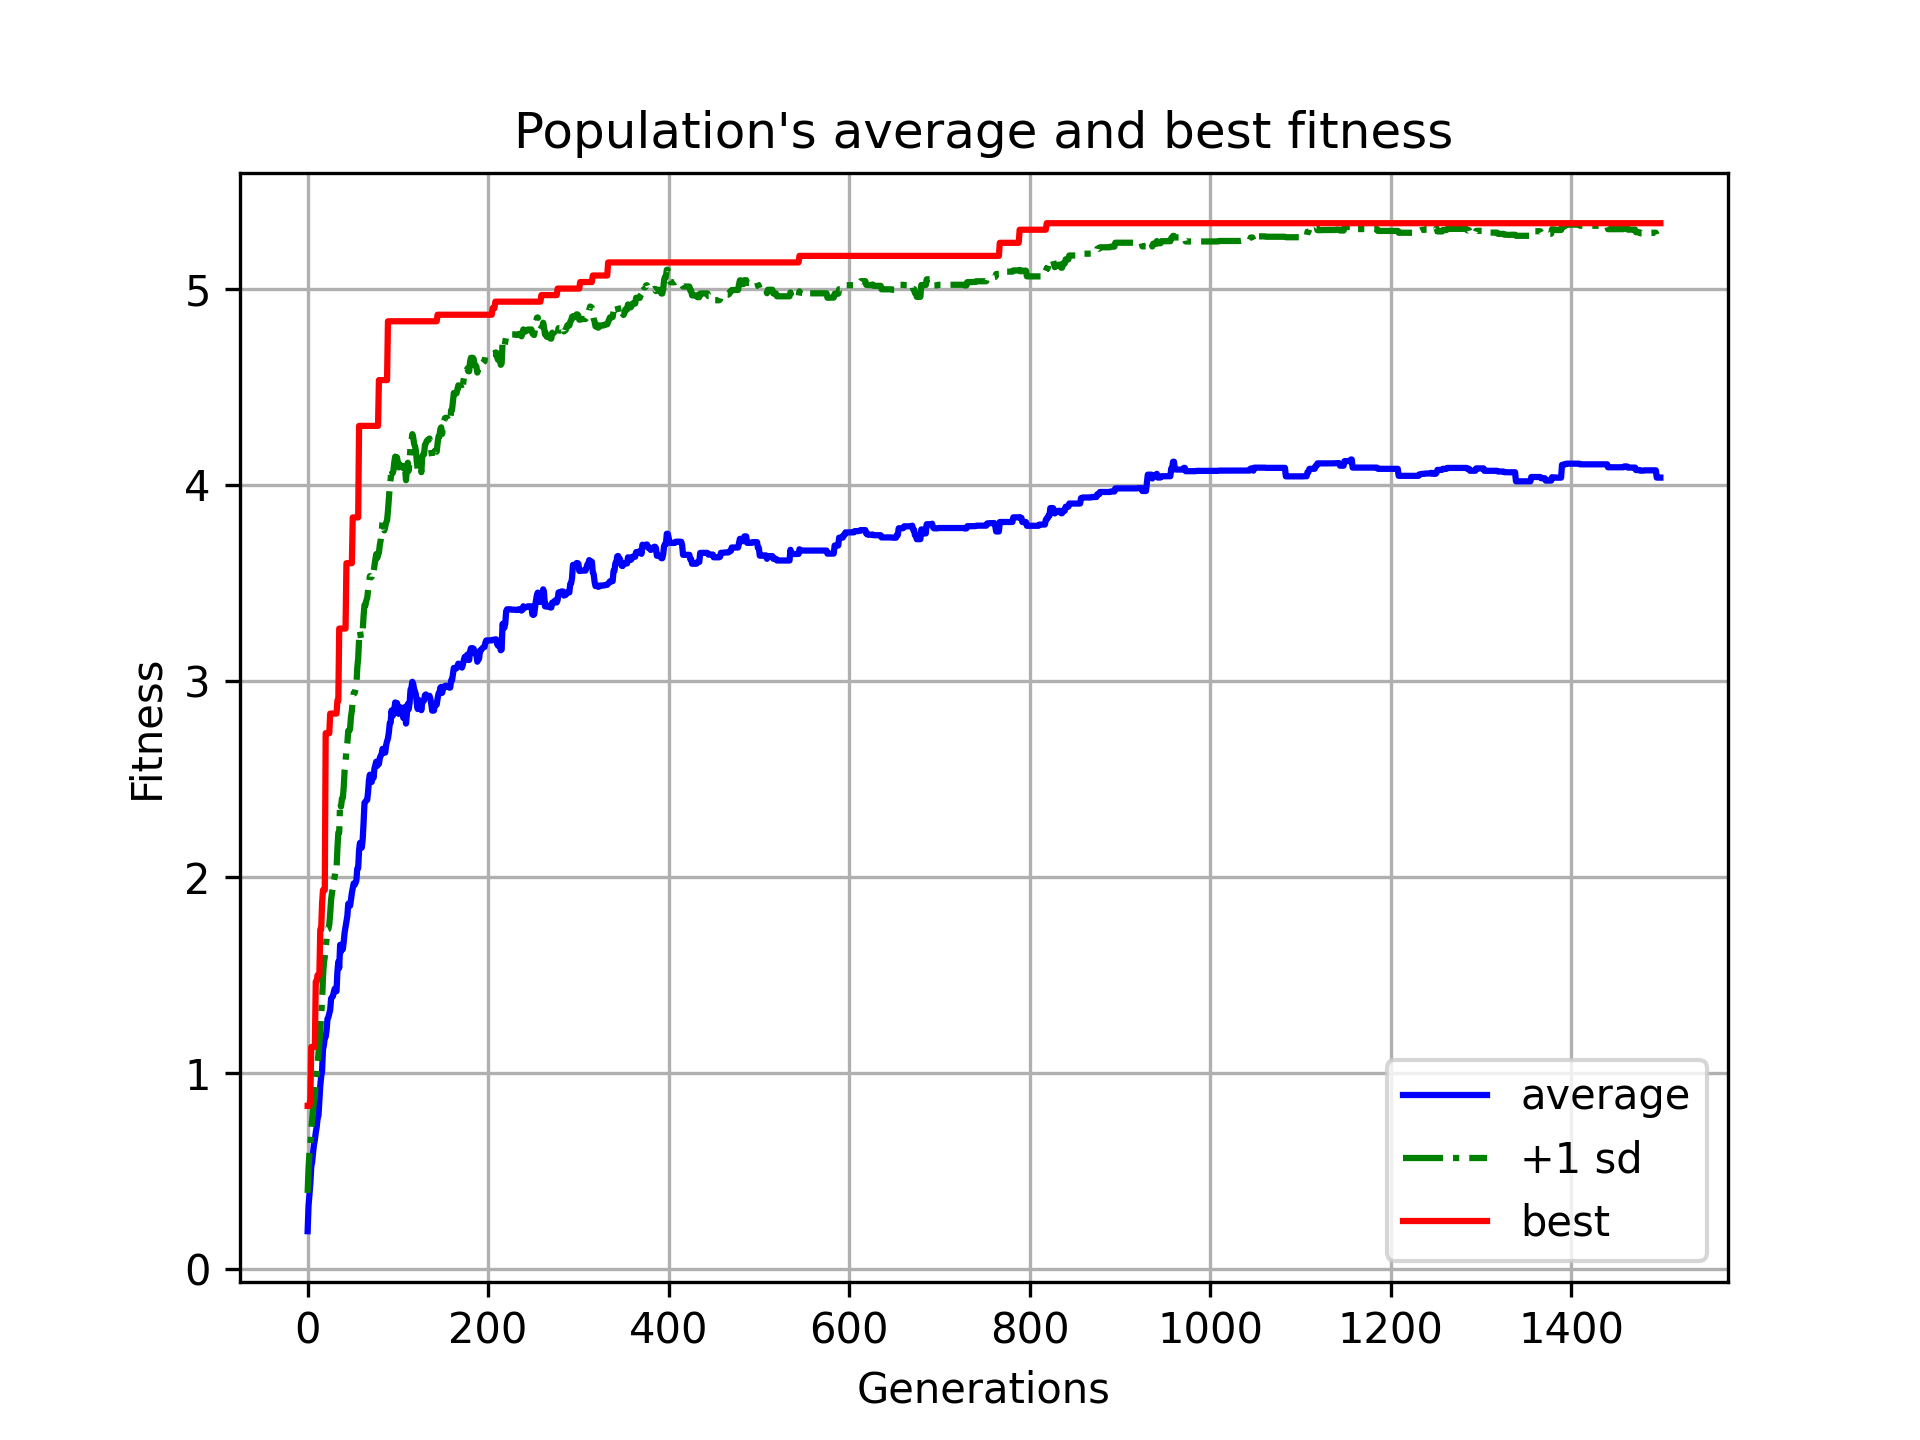 Population's average and best fitness
Fitness
5
4
3
2
1
0
average
+1 sd
best
0 200 400 600 800 1000 1200 1400
Generations